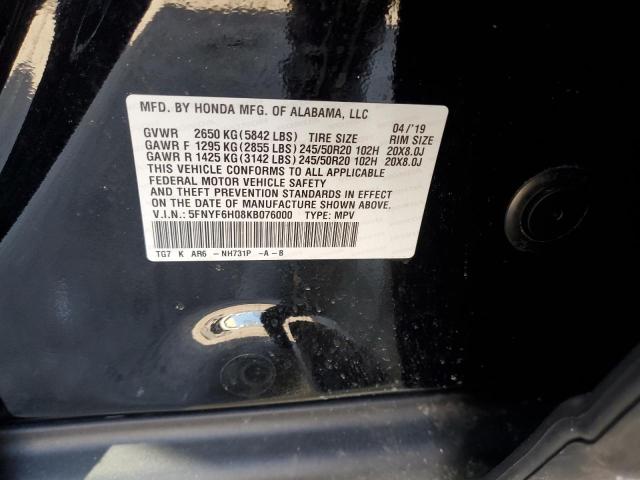 MFD. BY HONDA MFG. OF ALABAMA, LLC
GVWR 2650 KG (5842 LBS) TIRE SIZE 04/'19 RIM SIZE
GAWR F 1295 KG (2855 LBS) 245/50R20 102H 20X8.0J
GAWR R 1425 KG (3142 LBS) 245/50R20 102H 20X8.0J
THIS VEHICLE CONFORMS TO ALL APPLICABLE
FEDERAL MOTOR VEHICLE SAFETY
AND THEFT PREVENTION STANDARDS IN EFFECT
ON THE DATE OF MANUFACTURE SHOWN ABOVE.
V.I.N.: 5FNYF6H08KB076000 TYPE: MPV
TG7 K AR6 -NH731P -A-B